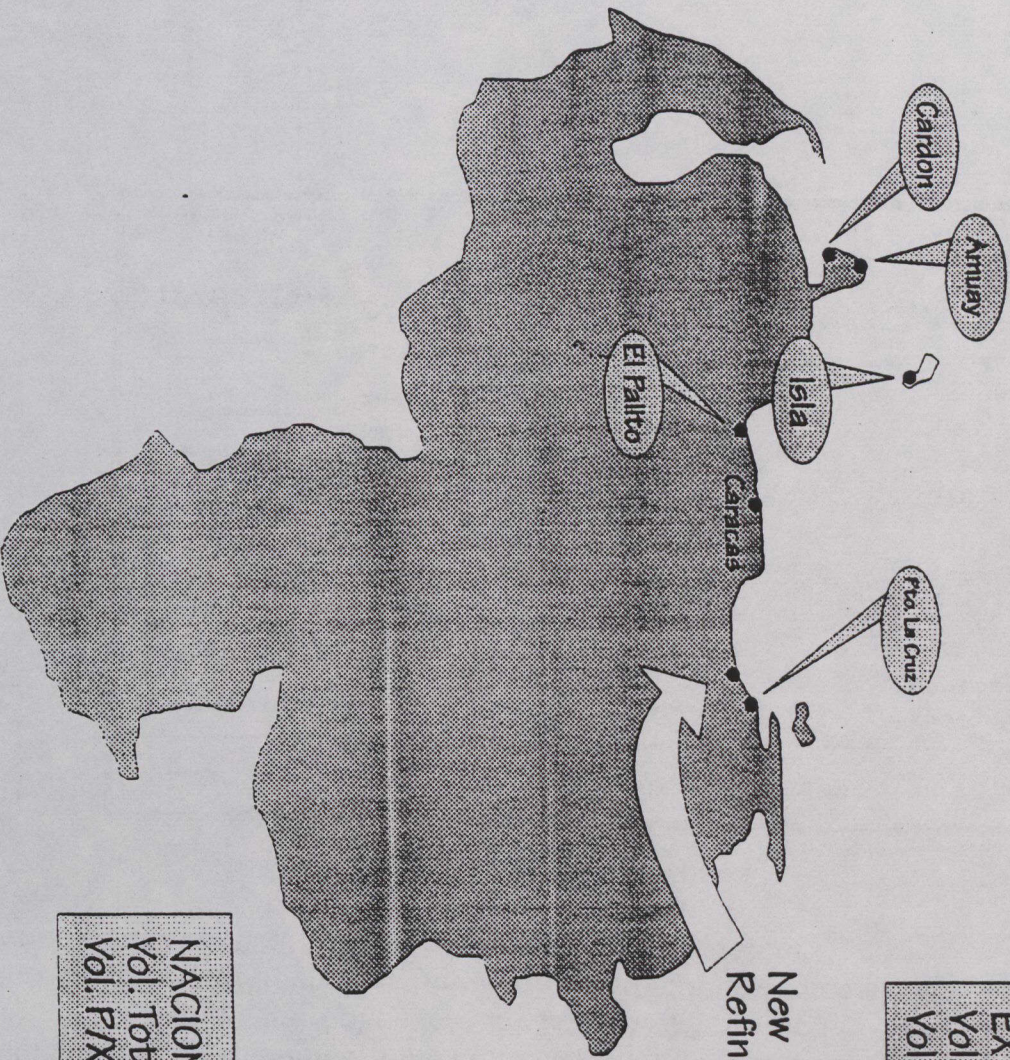 Cardon
Amuay
Isla
El Palito
Caracas
Pto La Cruz
New
Refin
EX
Vol
Vol
NACION
Vol. Tot
Vol. P/X